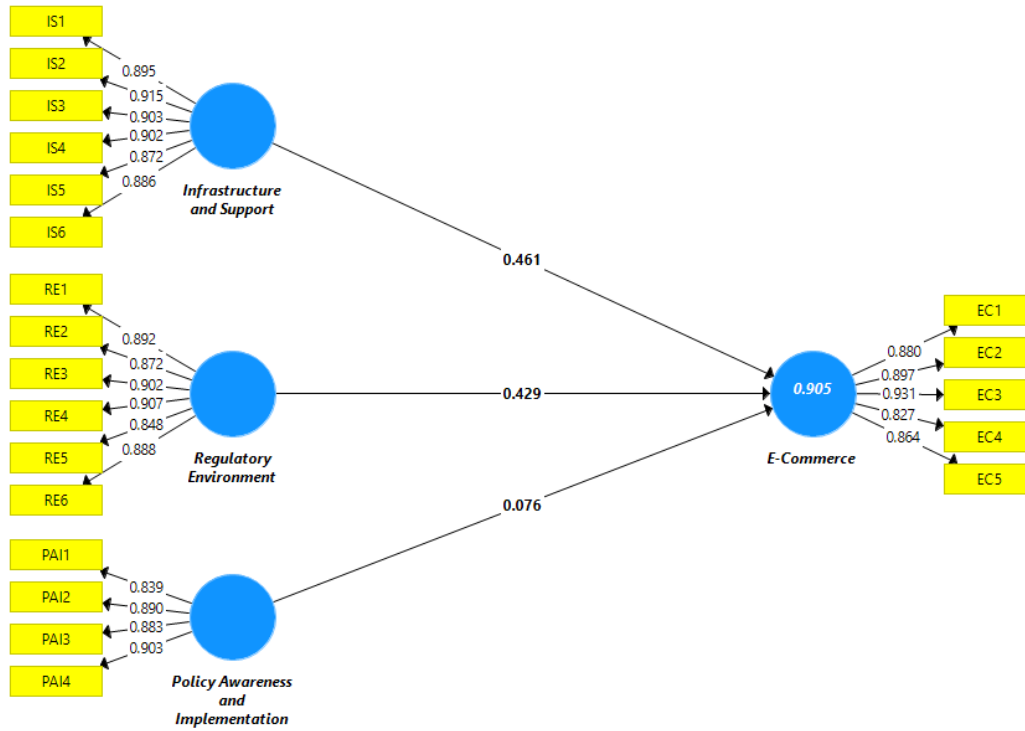 IS1
IS2
IS3
IS4
IS5
IS6
0.895
0.915
0.903
0.902
0.872
0.886
Infrastructure
and Support
RE1
RE2
RE3
RE4
RE5
RE6
0.892
0.872
0.902
0.907
0.848
0.888
Regulatory
Environment
PAI1
PAI2
PAI3
PAI4
0.839
0.890
0.883
0.903
Policy Awareness
and
Implementation
0.461
0.429
0.076
0.905
E-Commerce
0.880
0.897
0.931
0.827
0.864
EC1
EC2
EC3
EC4
EC5